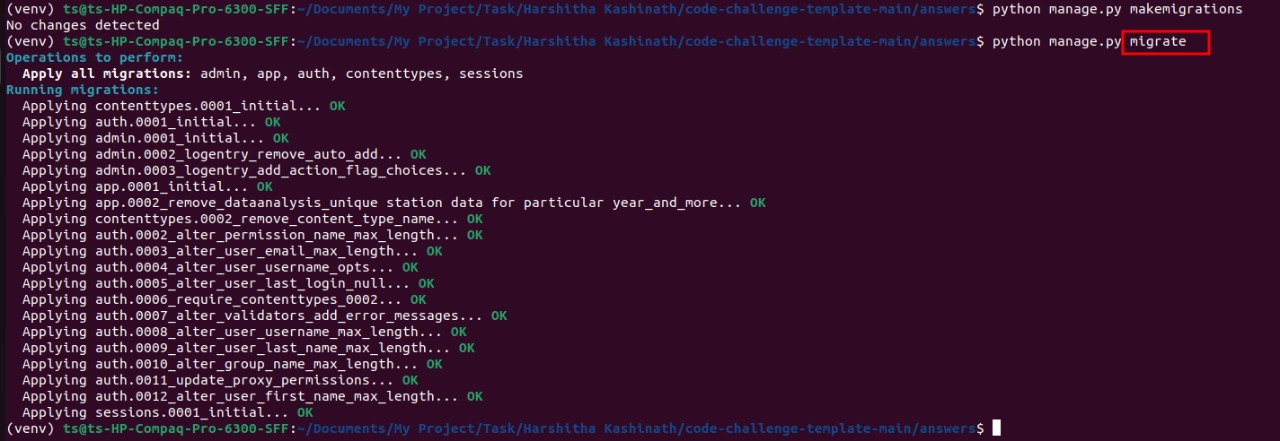 (venv) ts@ts-HP-Compaq-Pro-6300-SFF:~/Documents/My Project/Task/Harshitha Kashinath/code-challenge-template-main/answers$ python manage.py makemigrations
No changes detected
(venv) ts@ts-HP-Compaq-Pro-6300-SFF:~/Documents/My Project/Task/Harshitha Kashinath/code-challenge-template-main/answers$ python manage.py migrate
Operations to perform:
  Apply all migrations: admin, app, auth, contenttypes, sessions
Running migrations:
  Applying contenttypes.0001_initial... OK
  Applying auth.0001_initial... OK
  Applying admin.0001_initial... OK
  Applying admin.0002_logentry_remove_auto_add... OK
  Applying admin.0003_logentry_add_action_flag_choices... OK
  Applying app.0001_initial... OK
  Applying app.0002_remove_dataanalysis_unique station data for particular year_and_more... OK
  Applying contenttypes.0002_remove_content_type_name... OK
  Applying auth.0002_alter_permission_name_max_length... OK
  Applying auth.0003_alter_user_email_max_length... OK
  Applying auth.0004_alter_user_username_opts... OK
  Applying auth.0005_alter_user_last_login_null... OK
  Applying auth.0006_require_contenttypes_0002... OK
  Applying auth.0007_alter_validators_add_error_messages... OK
  Applying auth.0008_alter_user_username_max_length... OK
  Applying auth.0009_alter_user_last_name_max_length... OK
  Applying auth.0010_alter_group_name_max_length... OK
  Applying auth.0011_update_proxy_permissions... OK
  Applying auth.0012_alter_user_first_name_max_length... OK
  Applying sessions.0001_initial... OK
(venv) ts@ts-HP-Compaq-Pro-6300-SFF:~/Documents/My Project/Task/Harshitha Kashinath/code-challenge-template-main/answers$